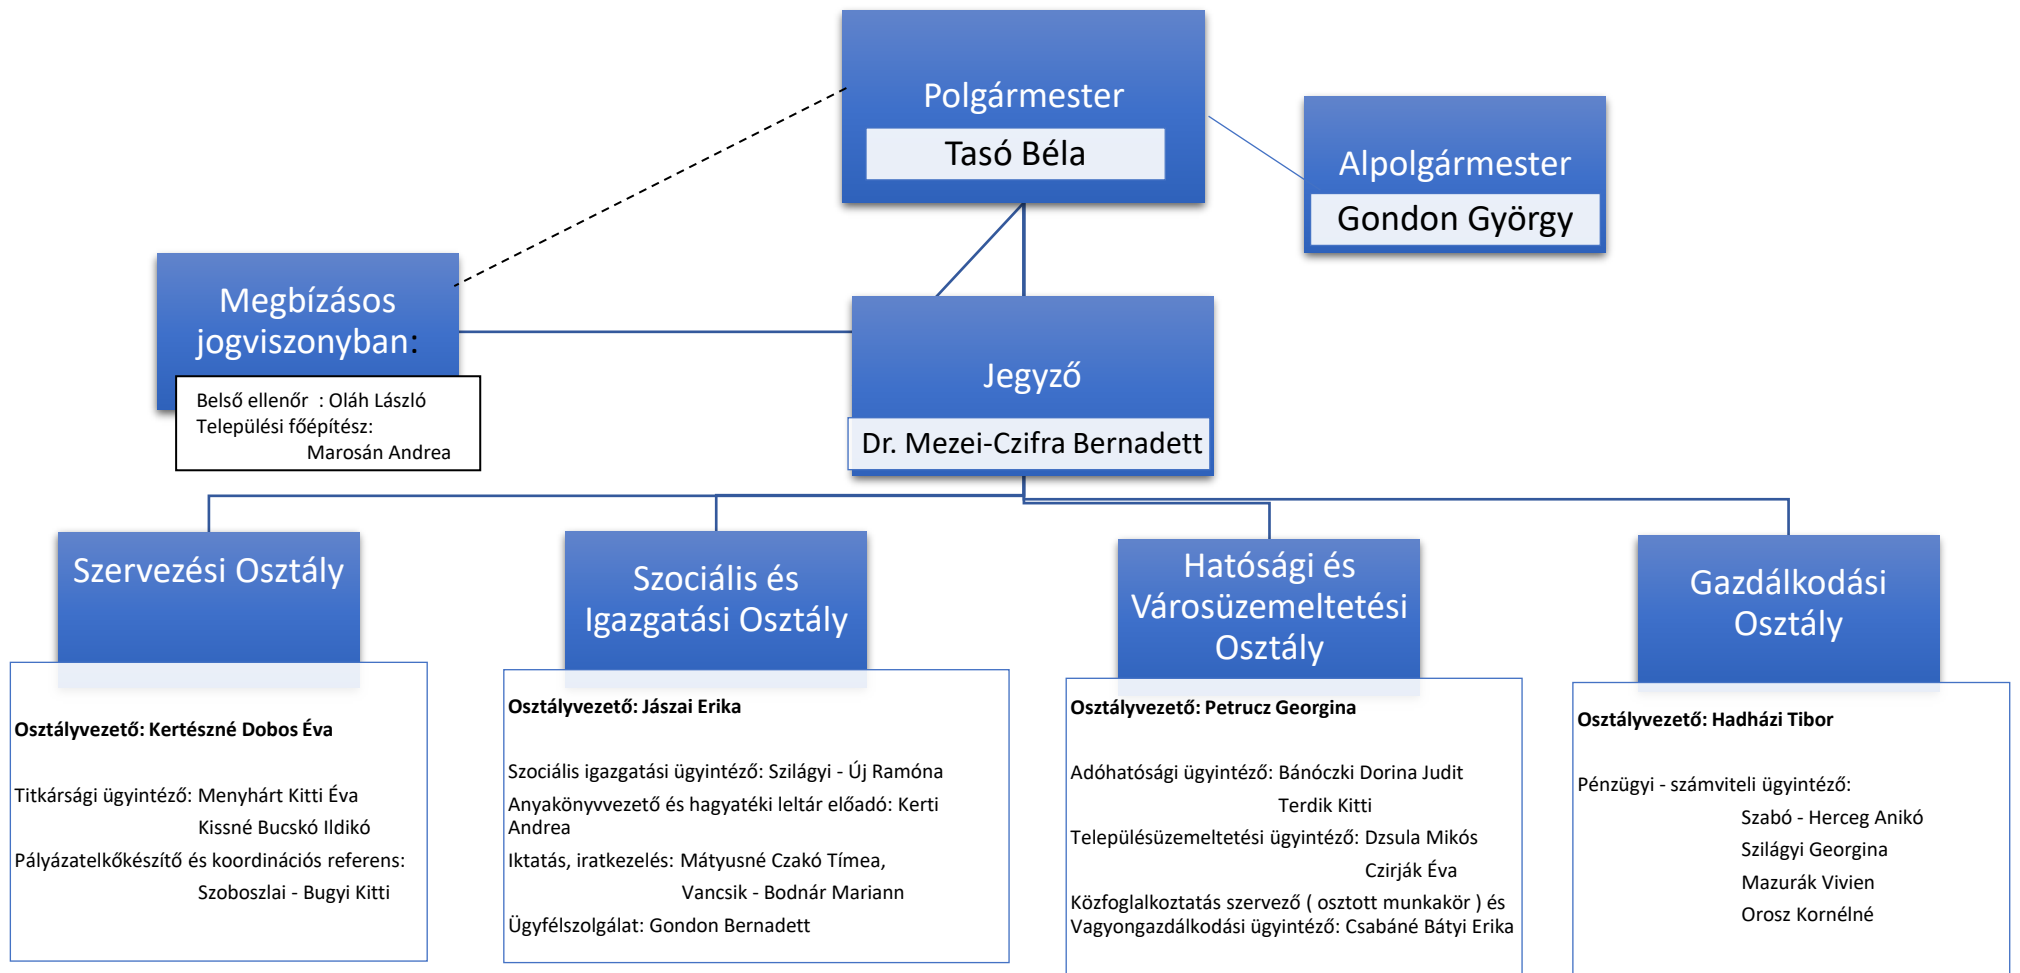 Polgármester
Tasó Béla
Alpolgármester
Gondon György
Megbízásos
jogviszonyban:
Belső ellenőr : Oláh László
Települési főépítész:
Marosán Andrea
Jegyző
Dr. Mezei-Czifra Bernadett
Szervezési Osztály
Osztályvezető: Kertészné Dobos Éva
Titkársági ügyintéző: Menyhárt Kitti Éva
Kissné Bucskó Ildikó
Pályázatelkőkészítő és koordinációs referens:
Szoboszlai - Bugyi Kitti
Szociális és
Igazgatási Osztály
Osztályvezető: Jászai Erika
Szociális igazgatási ügyintéző: Szilágyi - Új Ramóna
Anyakönyvvezető és hagyatéki leltár előadó: Kerti
Andrea
Iktatás, iratkezelés: Mátyusné Czakó Tímea,
Vancsik - Bodnár Mariann
Ügyfélszolgálat: Gondon Bernadett
Hatósági és
Városüzemeltetési
Osztály
Osztályvezető: Petrucz Georgina
Adóhatósági ügyintéző: Bánóczki Dorina Judit
Terdik Kitti
Településüzemeltetési ügyintéző: Dzsula Mikós
Czirják Éva
Közfoglalkoztatás szervező ( osztott munkakör ) és
Vagyongazdálkodási ügyintéző: Csabáné Bátyi Erika
Gazdálkodási
Osztály
Osztályvezető: Hadházi Tibor
Pénzügyi - számviteli ügyintéző:
Szabó - Herceg Anikó
Szilágyi Georgina
Mazurák Vivien
Orosz Kornélné